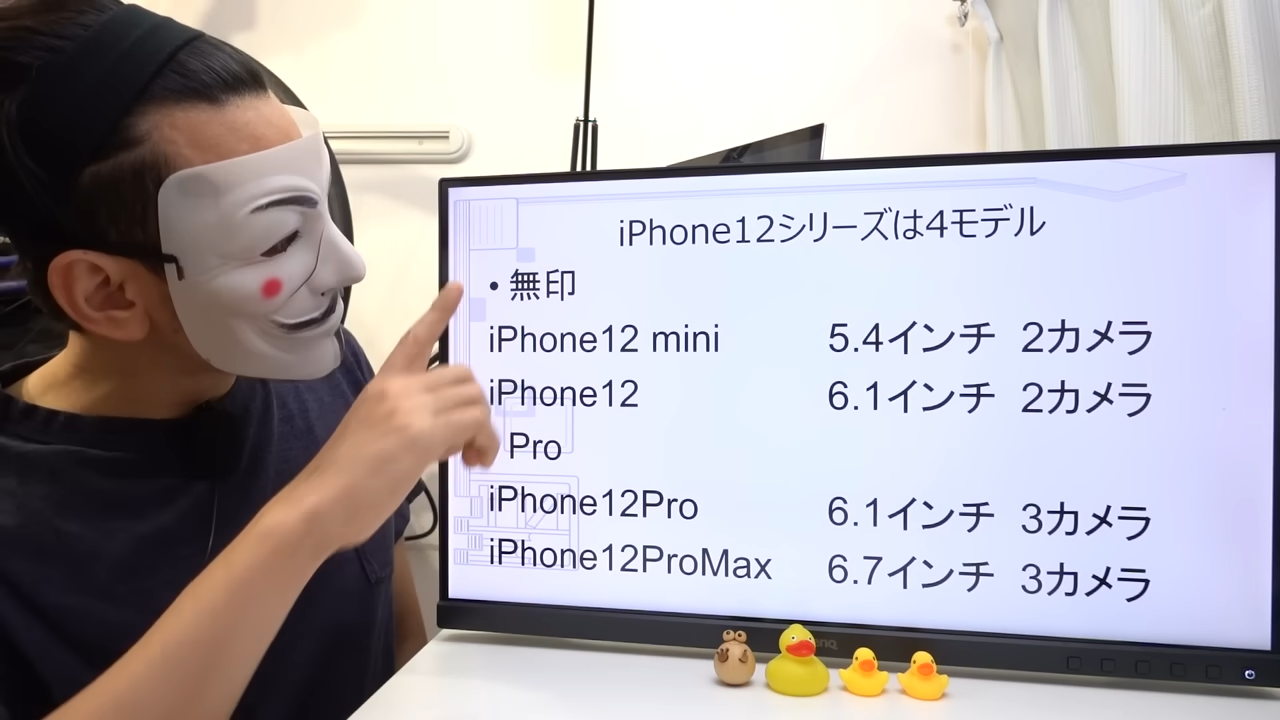 iPhone12シリーズは4モデル
• 無印
iPhone12 mini 5.4インチ 2カメラ
iPhone12 6.1インチ 2カメラ
Pro
iPhone12Pro 6.1インチ 3カメラ
iPhone12ProMax 6.7インチ 3カメラ